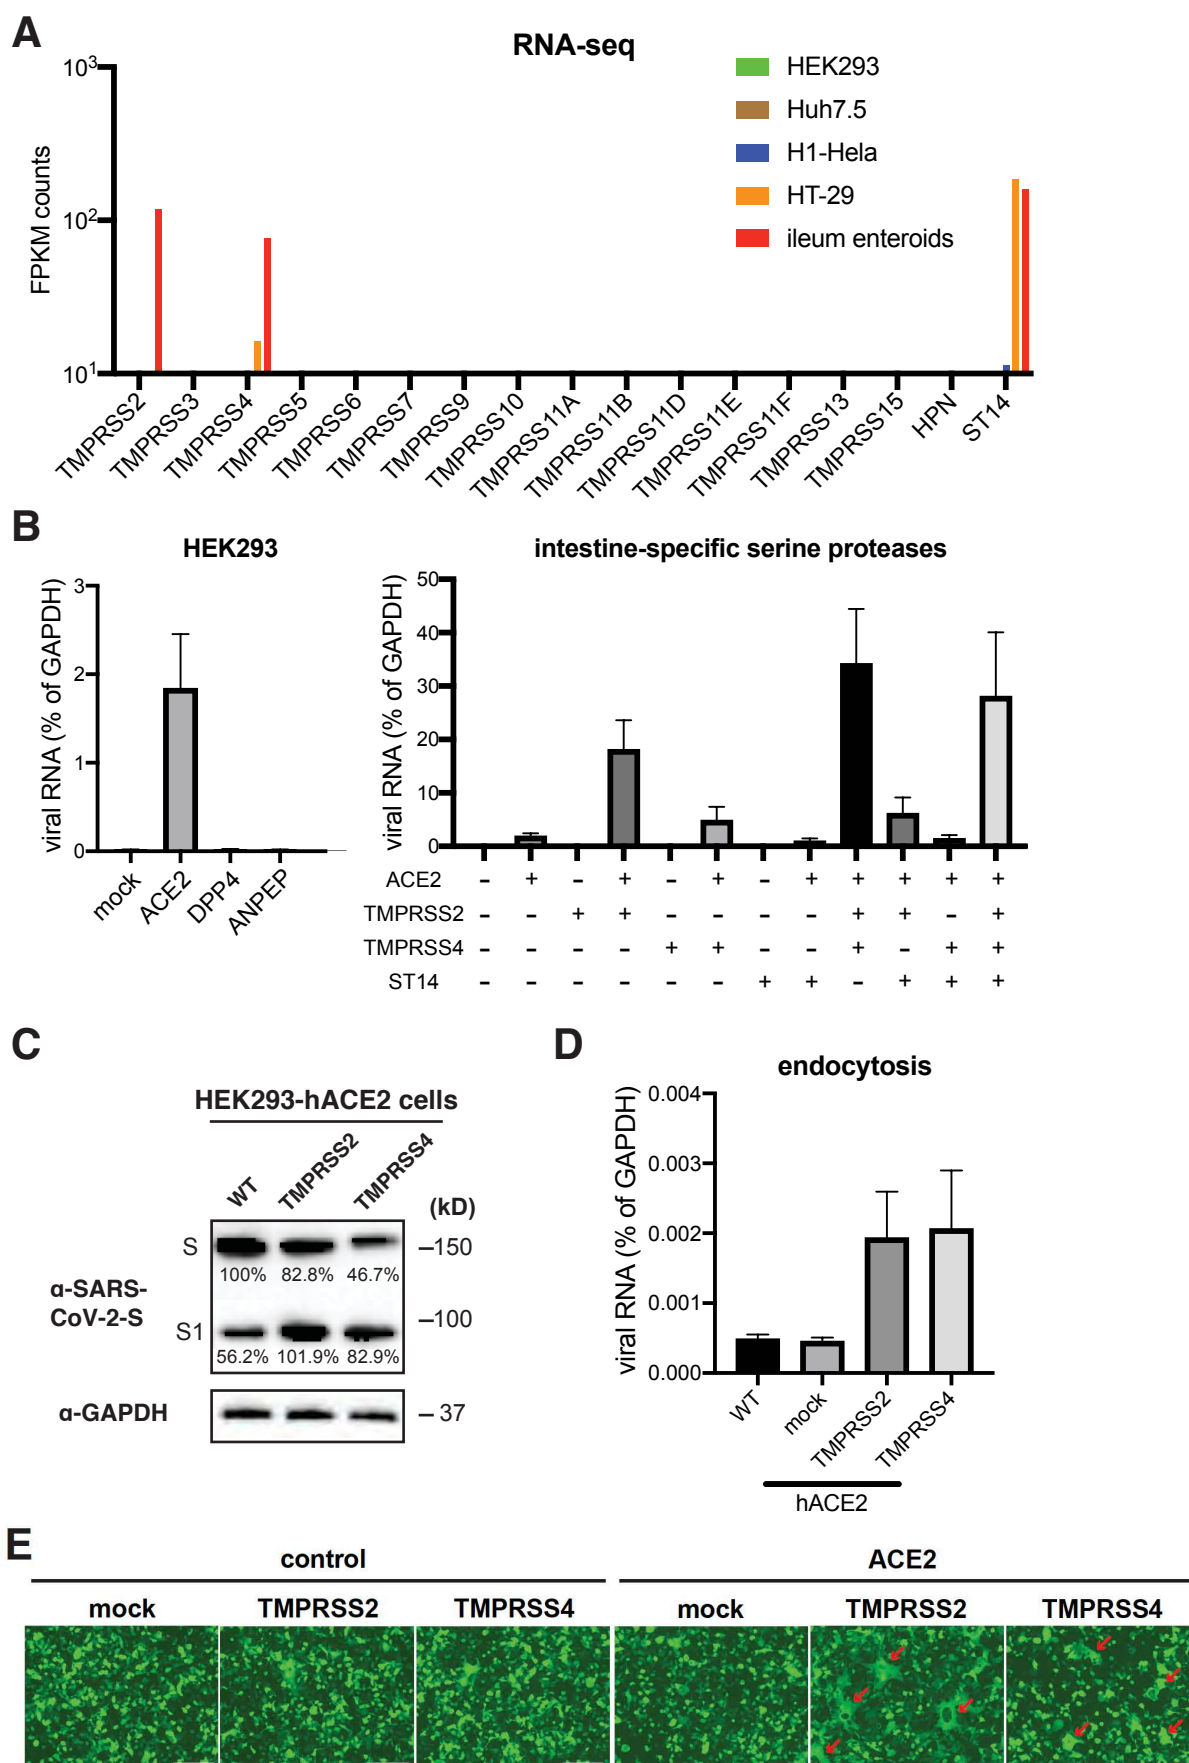 A
RNA-seq
HEK293
Huh7.5
H1-Hela
HT-29
ileum enteroids
FPKM counts
10³
10²
10¹
TMPRSS2
TMPRSS3
TMPRSS4
TMPRSS5
TMPRSS6
TMPRSS7
TMPRSS9
TMPRSS10
TMPRSS11A
TMPRSS11B
TMPRSS11D
TMPRSS11E
TMPRSS11F
TMPRSS13
TMPRSS15
HPN
ST14
B
HEK293
viral RNA (% of GAPDH)
3
2
1
0
mock
ACE2
DPP4
ANPEP
intestine-specific serine proteases
viral RNA (% of GAPDH)
50
40
30
20
10
0
ACE2 – + – + – + – + + + + +
TMPRSS2 – – + + – – – – + + – +
TMPRSS4 – – – – + + – – + – + +
ST14 – – – – – – + + – + + +
C
HEK293-hACE2 cells
WT
TMPRSS2
TMPRSS4
(kD)
S
–150
100% 82.8% 46.7%
α-SARS-
CoV-2-S
–100
S1
56.2% 101.9% 82.9%
α-GAPDH
– 37
D
endocytosis
viral RNA (% of GAPDH)
0.004
0.003
0.002
0.001
0.000
WT
mock
TMPRSS2
TMPRSS4
hACE2
E
control
ACE2
mock TMPRSS2 TMPRSS4 mock TMPRSS2 TMPRSS4